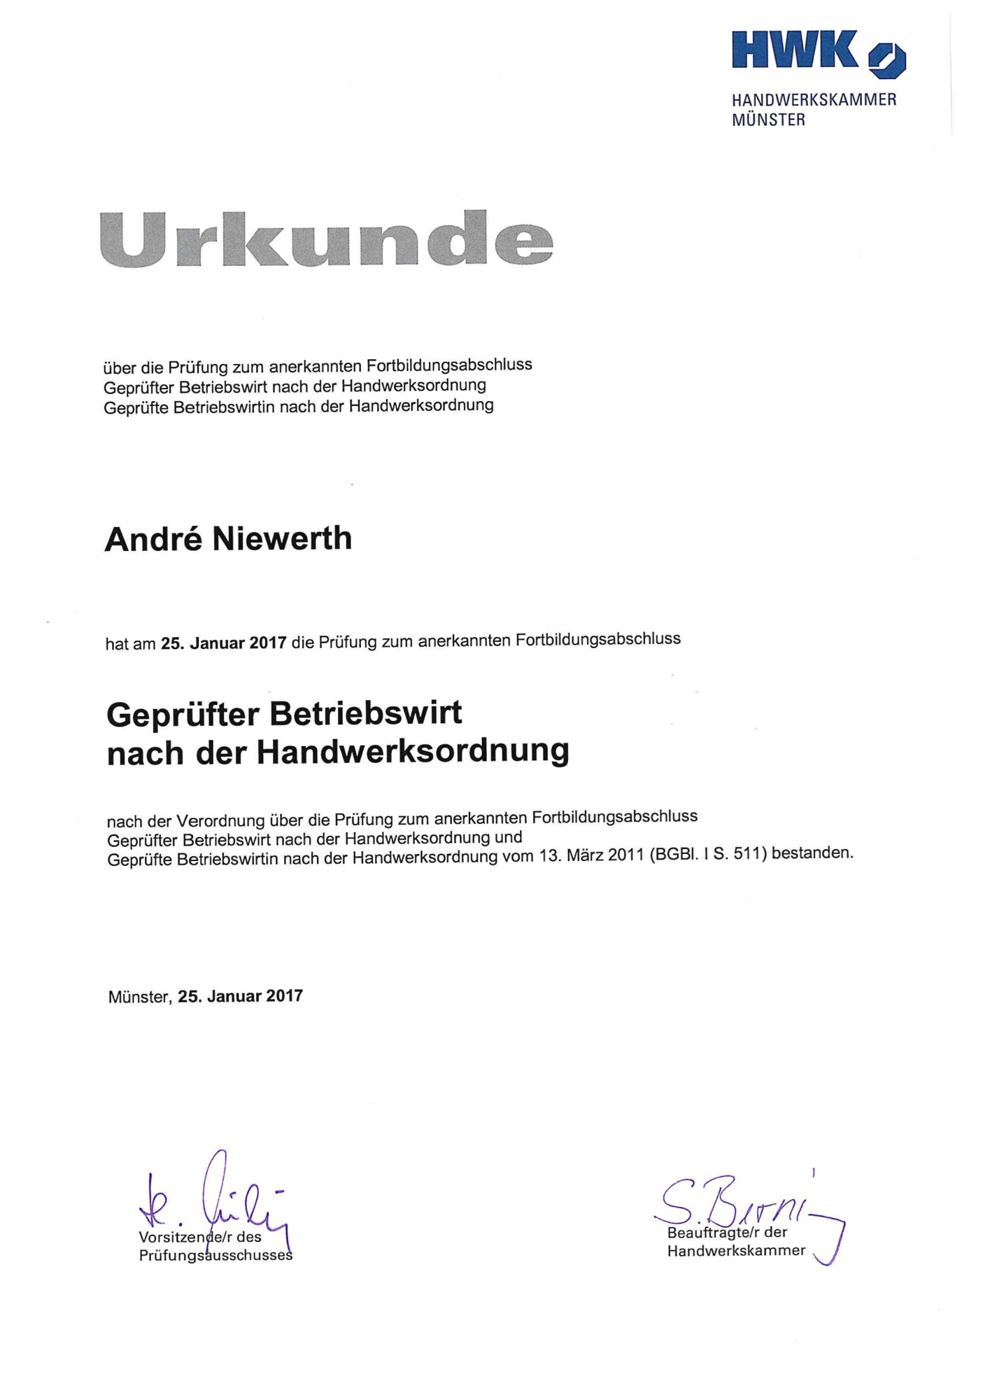 HWK
HANDWERKSKAMMER
MÜNSTER
Urkunde
über die Prüfung zum anerkannten Fortbildungsabschluss
Geprüfter Betriebswirt nach der Handwerksordnung
Geprüfte Betriebswirtin nach der Handwerksordnung
André Niewerth
hat am 25. Januar 2017 die Prüfung zum anerkannten Fortbildungsabschluss
Geprüfter Betriebswirt
nach der Handwerksordnung
nach der Verordnung über die Prüfung zum anerkannten Fortbildungsabschluss
Geprüfter Betriebswirt nach der Handwerksordnung und
Geprüfte Betriebswirtin nach der Handwerksordnung vom 13. März 2011 (BGBl. I S. 511) bestanden.
Münster, 25. Januar 2017
Vorsitzende/r des
Prüfungsausschusses
S.
Beauftragte/r der
Handwerkskammer